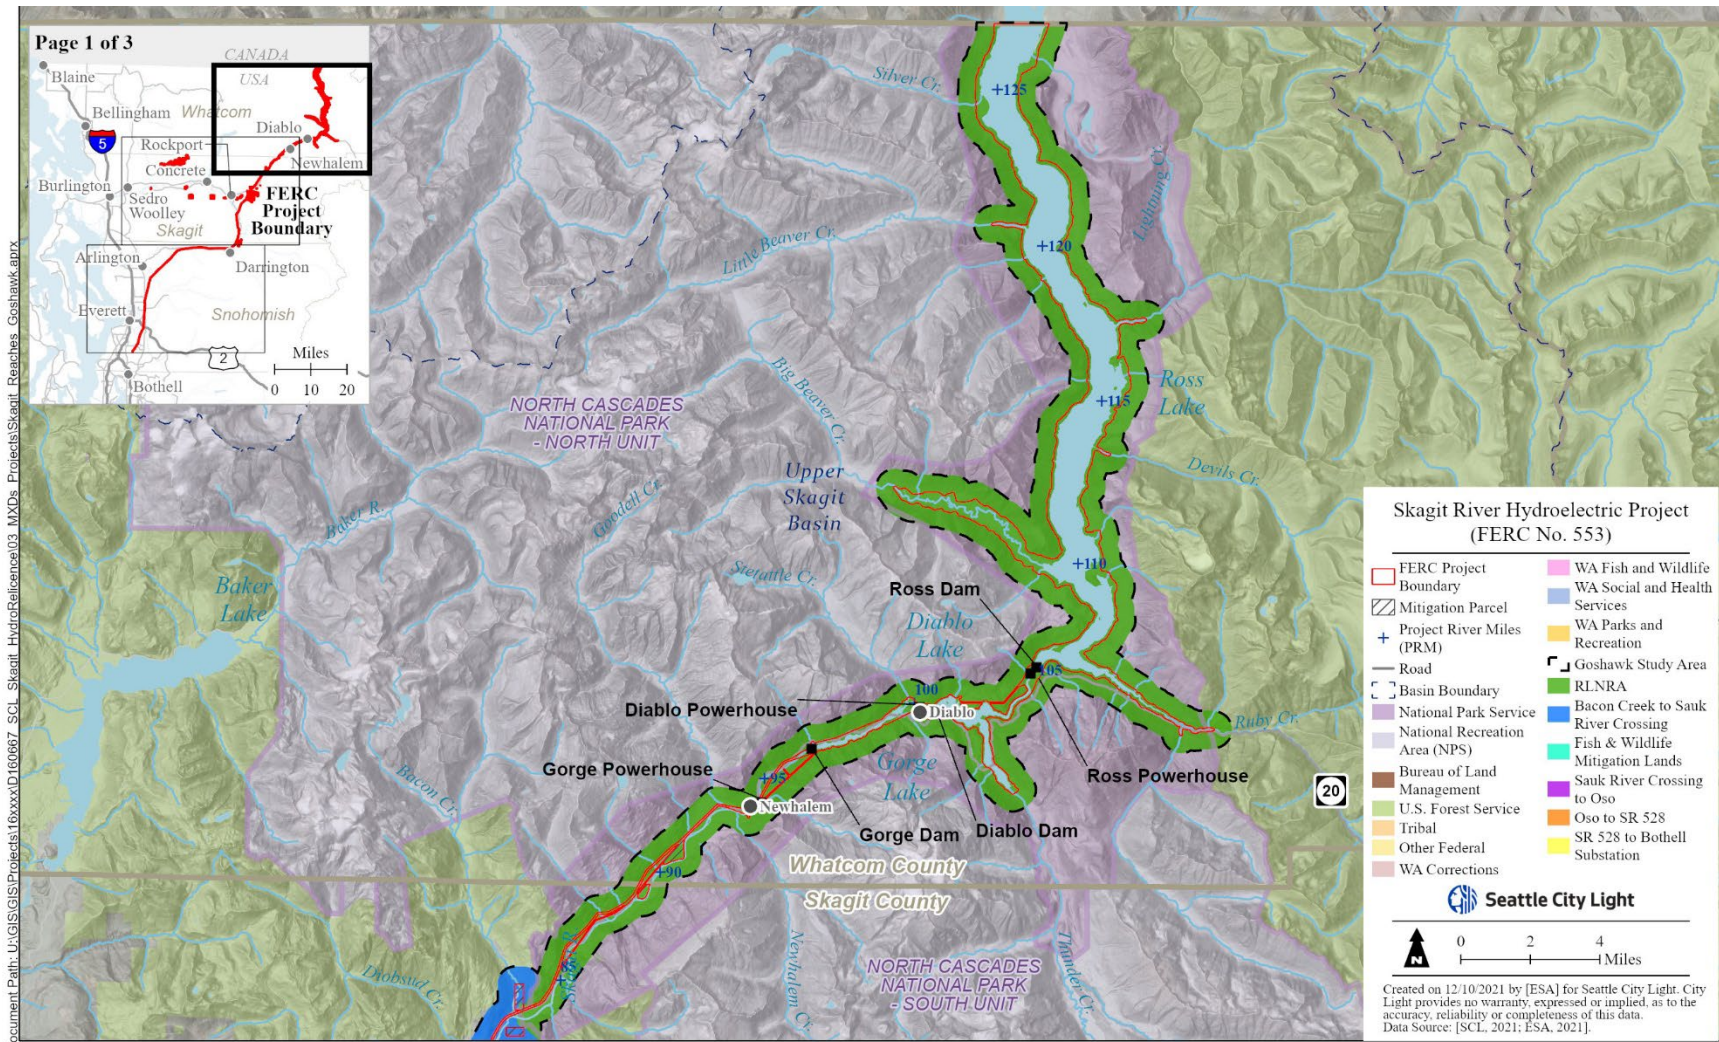 Page 1 of 3
CANADA
USA
Blaine
Bellingham
Whatcom
5
Diablo
Rockport
Newhalem
Concrete
Burlington
Sedro
Woolley
FERC
Project
Boundary
Skagit
Arlington
Darrington
Everett
Snohomish
2
Bothell
Miles
0 10 20
Silver Cr.
+125
Lightning Cr.
Little Beaver Cr.
+120
Big Beaver Cr.
Ross
Lake
+115
NORTH CASCADES
NATIONAL PARK
- NORTH UNIT
Devils Cr.
Upper
Skagit
Basin
Goodell Cr.
Baker R.
+110
Stetattle Cr.
Baker
Lake
Ross Dam
Diablo
Lake
105
100
Diablo Powerhouse
Diablo
Ruby Cr.
Gorge Powerhouse
+95
Gorge
Lake
Ross Powerhouse
Bacon Cr.
Newhalem
20
Gorge Dam
Diablo Dam
Whatcom County
+90
Skagit County
85
Diobsud Cr.
Newhalem Cr.
Thunder Cr.
NORTH CASCADES
NATIONAL PARK
- SOUTH UNIT
ocument Path: U:\GIS\GIS\Projects\16xxxx\D160667_SCL_Skagit_HydroRelicence\03_MXDs_Projects\Skagit_Reaches_Goshawk.aprx
Skagit River Hydroelectric Project
(FERC No. 553)
FERC Project
Boundary
Mitigation Parcel
+ Project River Miles
(PRM)
Road
Basin Boundary
National Park Service
National Recreation
Area (NPS)
Bureau of Land
Management
U.S. Forest Service
Tribal
Other Federal
WA Corrections
WA Fish and Wildlife
WA Social and Health
Services
WA Parks and
Recreation
Goshawk Study Area
RLNRA
Bacon Creek to Sauk
River Crossing
Fish & Wildlife
Mitigation Lands
Sauk River Crossing
to Oso
Oso to SR 528
SR 528 to Bothell
Substation
Seattle City Light
N
0 2 4
Miles
Created on 12/10/2021 by [ESA] for Seattle City Light. City
Light provides no warranty, expressed or implied, as to the
accuracy, reliability or completeness of this data.
Data Source: [SCL, 2021; ESA, 2021].